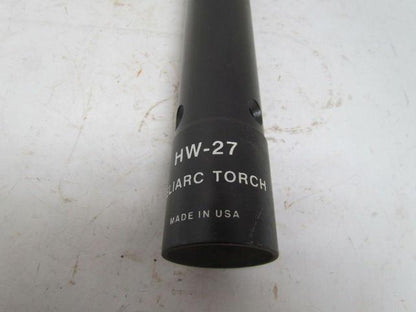 HW-27
LIARC TORCH
MADE IN USA